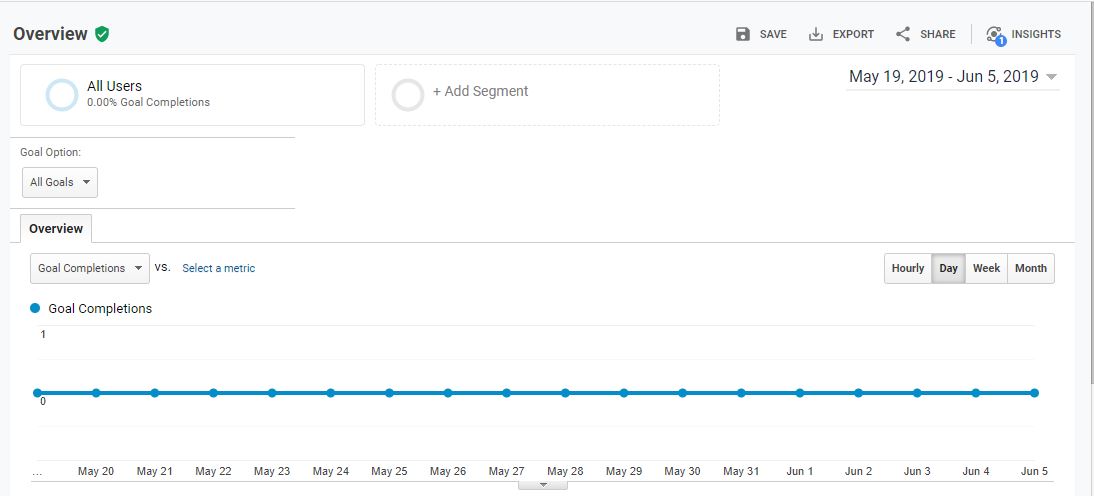 Overview
SAVE
EXPORT
SHARE
1
INSIGHTS
All Users
0.00% Goal Completions
+ Add Segment
May 19, 2019 - Jun 5, 2019
Goal Option:
All Goals
Overview
Goal Completions
vs.
Select a metric
Hourly
Day
Week
Month
Goal Completions
1
0
...
May 20
May 21
May 22
May 23
May 24
May 25
May 26
May 27
May 28
May 29
May 30
May 31
Jun 1
Jun 2
Jun 3
Jun 4
Jun 5